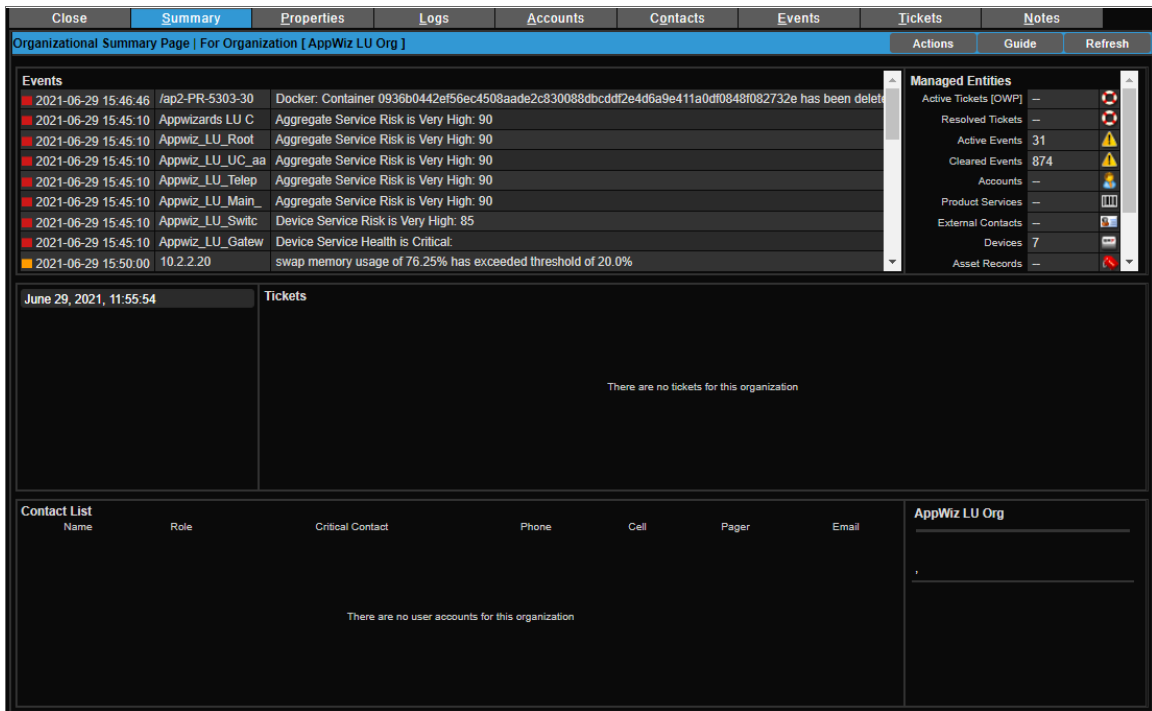 Close Summary Properties Logs Accounts Contacts Events Tickets Notes
Organizational Summary Page | For Organization [ AppWiz LU Org ] Actions Guide Refresh
Events
2021-06-29 15:46:46 /ap2-PR-5303-30 Docker: Container 0936b0442ef56ec4508aade2c830088dbcddf2e4d6a9e411a0df0848f082732e has been delete
2021-06-29 15:45:10 Appwizards LU C Aggregate Service Risk is Very High: 90
2021-06-29 15:45:10 Appwiz_LU_Root Aggregate Service Risk is Very High: 90
2021-06-29 15:45:10 Appwiz_LU_UC_aa Aggregate Service Risk is Very High: 90
2021-06-29 15:45:10 Appwiz_LU_Telep Aggregate Service Risk is Very High: 90
2021-06-29 15:45:10 Appwiz_LU_Main_ Aggregate Service Risk is Very High: 90
2021-06-29 15:45:10 Appwiz_LU_Switc Device Service Risk is Very High: 85
2021-06-29 15:45:10 Appwiz_LU_Gatew Device Service Health is Critical:
2021-06-29 15:50:00 10.2.2.20 swap memory usage of 76.25% has exceeded threshold of 20.0%
Managed Entities
Active Tickets [OWP] --
Resolved Tickets --
Active Events 31
Cleared Events 874
Accounts --
Product Services --
External Contacts --
Devices 7
Asset Records --
June 29, 2021, 11:55:54
Tickets
There are no tickets for this organization
Contact List
Name Role Critical Contact Phone Cell Pager Email
There are no user accounts for this organization
AppWiz LU Org
,